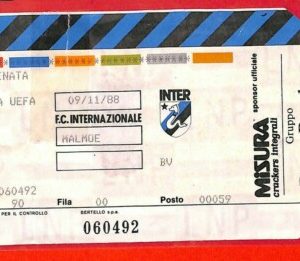 INATA
A UEFA
09/11/88
F.C. INTERNAZIONALE
MALMOE
INTER
BV
MISURA
crackers integrali
sponsor ufficiale
Gruppo
060492
90
Fila
00
Posto
00059
PER IL CONTROLLO
BERTELLO s.p.a.
060492